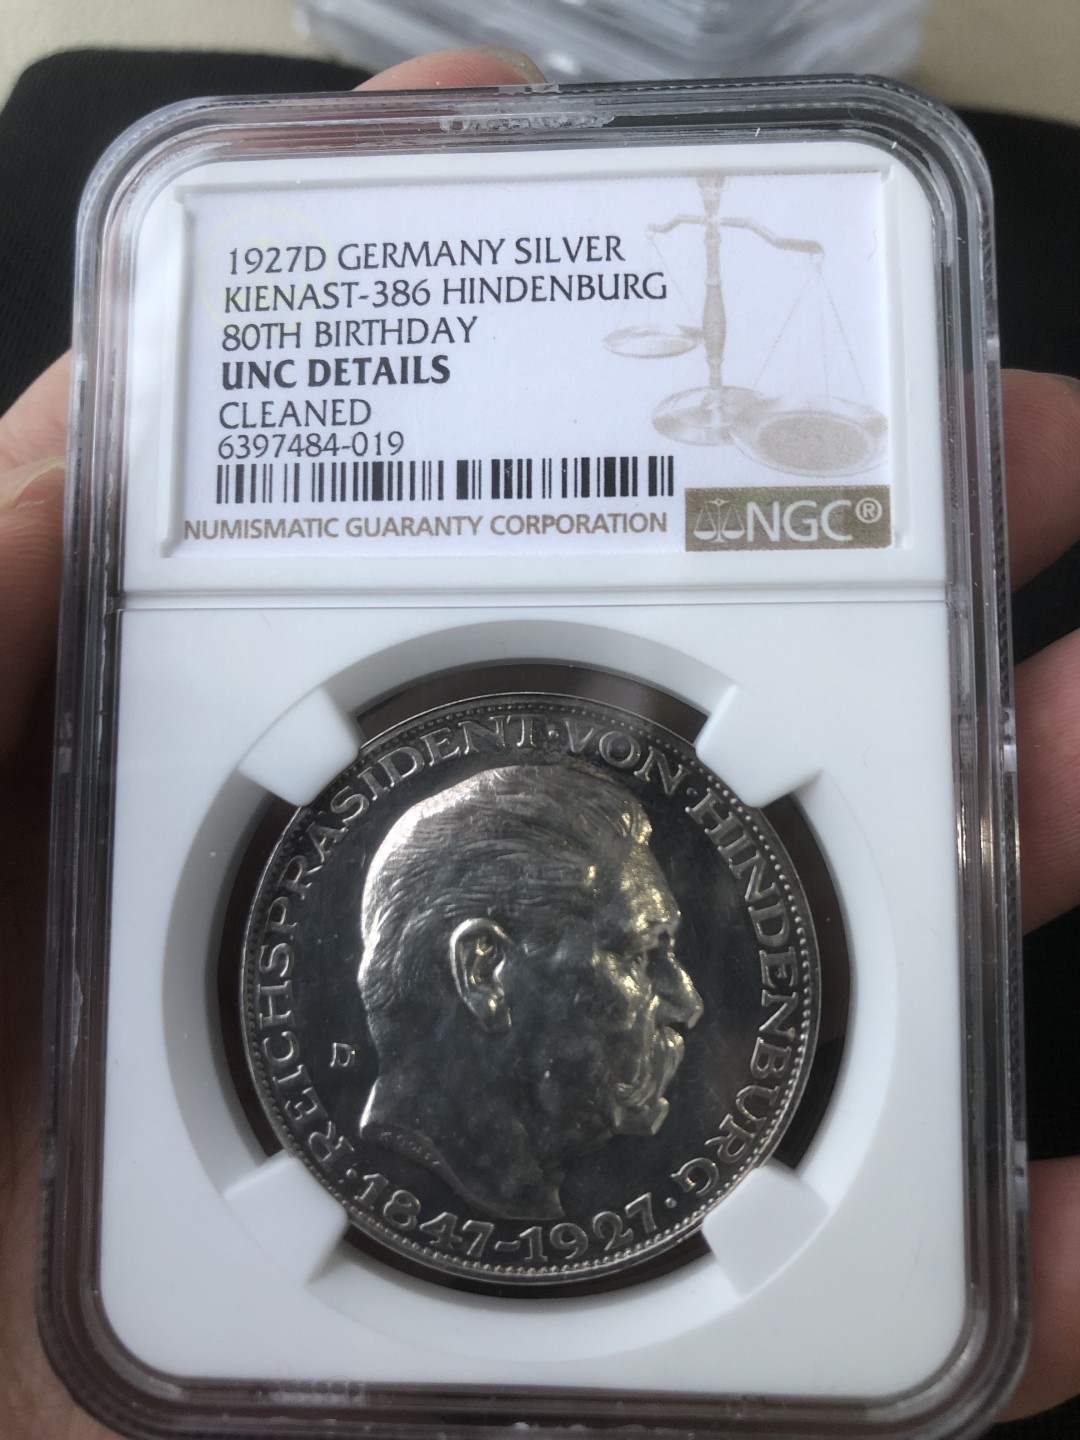 1927D GERMANY SILVER
KIENAST-386 HINDENBURG
80TH BIRTHDAY
UNC DETAILS
CLEANED
6397484-019
NUMISMATIC GUARANTY CORPORATION
NGC®
REICHSPRÄSIDENT·VON·HINDENBURG
D
·1847-1927·